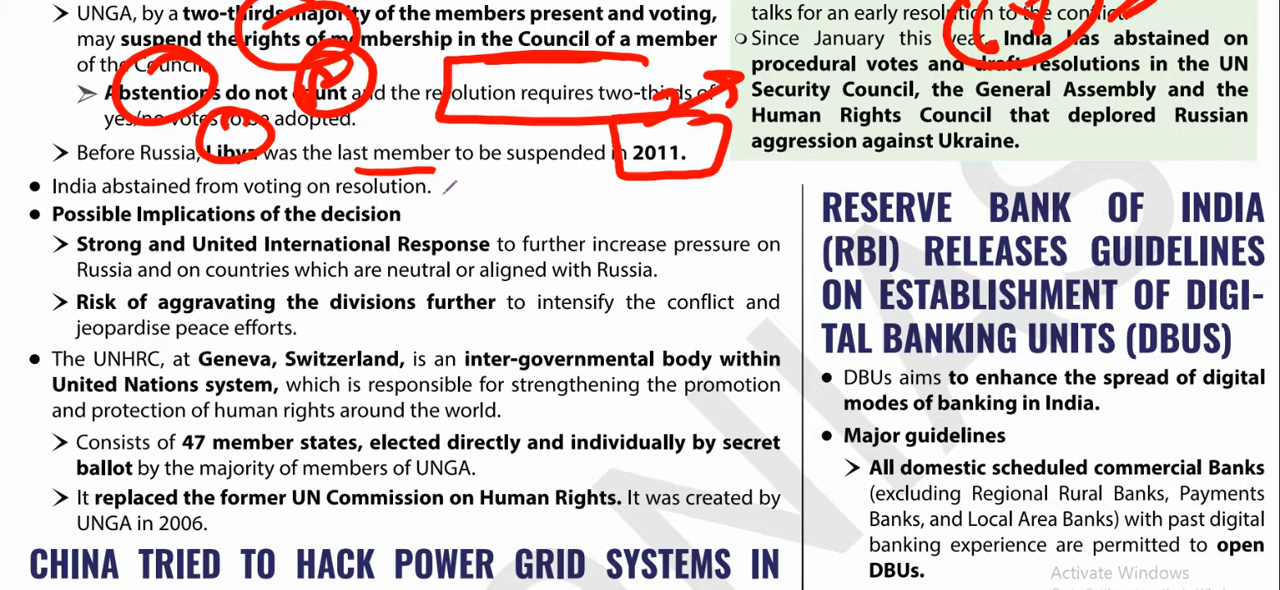 UNGA, by a two-thirds majority of the members present and voting,
may suspend the rights of membership in the Council of a member
of the Council.
Abstentions do not count and the resolution requires two-thirds of
yes/no votes to be adopted.
Before Russia, Libya was the last member to be suspended in 2011.
India abstained from voting on resolution.
Possible Implications of the decision
Strong and United International Response to further increase pressure on
Russia and on countries which are neutral or aligned with Russia.
Risk of aggravating the divisions further to intensify the conflict and
jeopardise peace efforts.
The UNHRC, at Geneva, Switzerland, is an inter-governmental body within
United Nations system, which is responsible for strengthening the promotion
and protection of human rights around the world.
Consists of 47 member states, elected directly and individually by secret
ballot by the majority of members of UNGA.
It replaced the former UN Commission on Human Rights. It was created by
UNGA in 2006.
CHINA TRIED TO HACK POWER GRID SYSTEMS IN
talks for an early resolution to the conflict.
Since January this year, India has abstained on
procedural votes and draft resolutions in the UN
Security Council, the General Assembly and the
Human Rights Council that deplored Russian
aggression against Ukraine.
RESERVE BANK OF INDIA
(RBI) RELEASES GUIDELINES
ON ESTABLISHMENT OF DIGI-
TAL BANKING UNITS (DBUS)
DBUs aims to enhance the spread of digital
modes of banking in India.
Major guidelines
All domestic scheduled commercial Banks
(excluding Regional Rural Banks, Payments
Banks, and Local Area Banks) with past digital
banking experience are permitted to open
DBUs.
Activate Windows